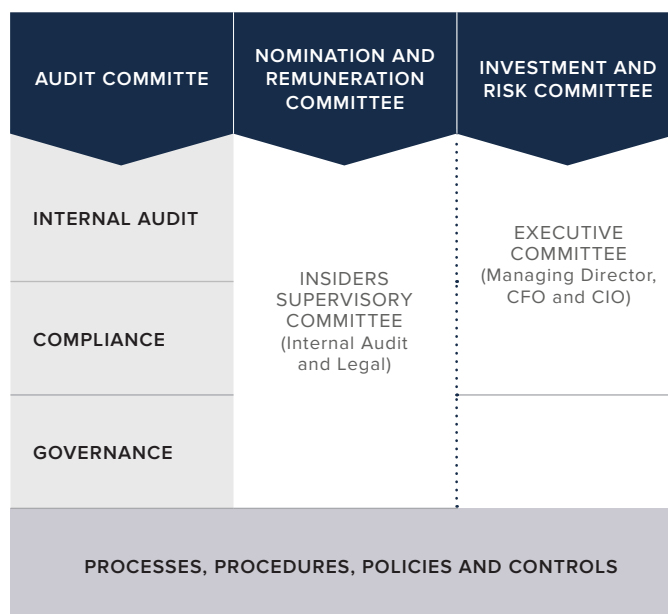 AUDIT COMMITTE
NOMINATION AND
REMUNERATION
COMMITTEE
INVESTMENT AND
RISK COMMITTEE
INTERNAL AUDIT
COMPLIANCE
GOVERNANCE
INSIDERS
SUPERVISORY
COMMITTEE
(Internal Audit
and Legal)
EXECUTIVE
COMMITTEE
(Managing Director,
CFO and CIO)
PROCESSES, PROCEDURES, POLICIES AND CONTROLS